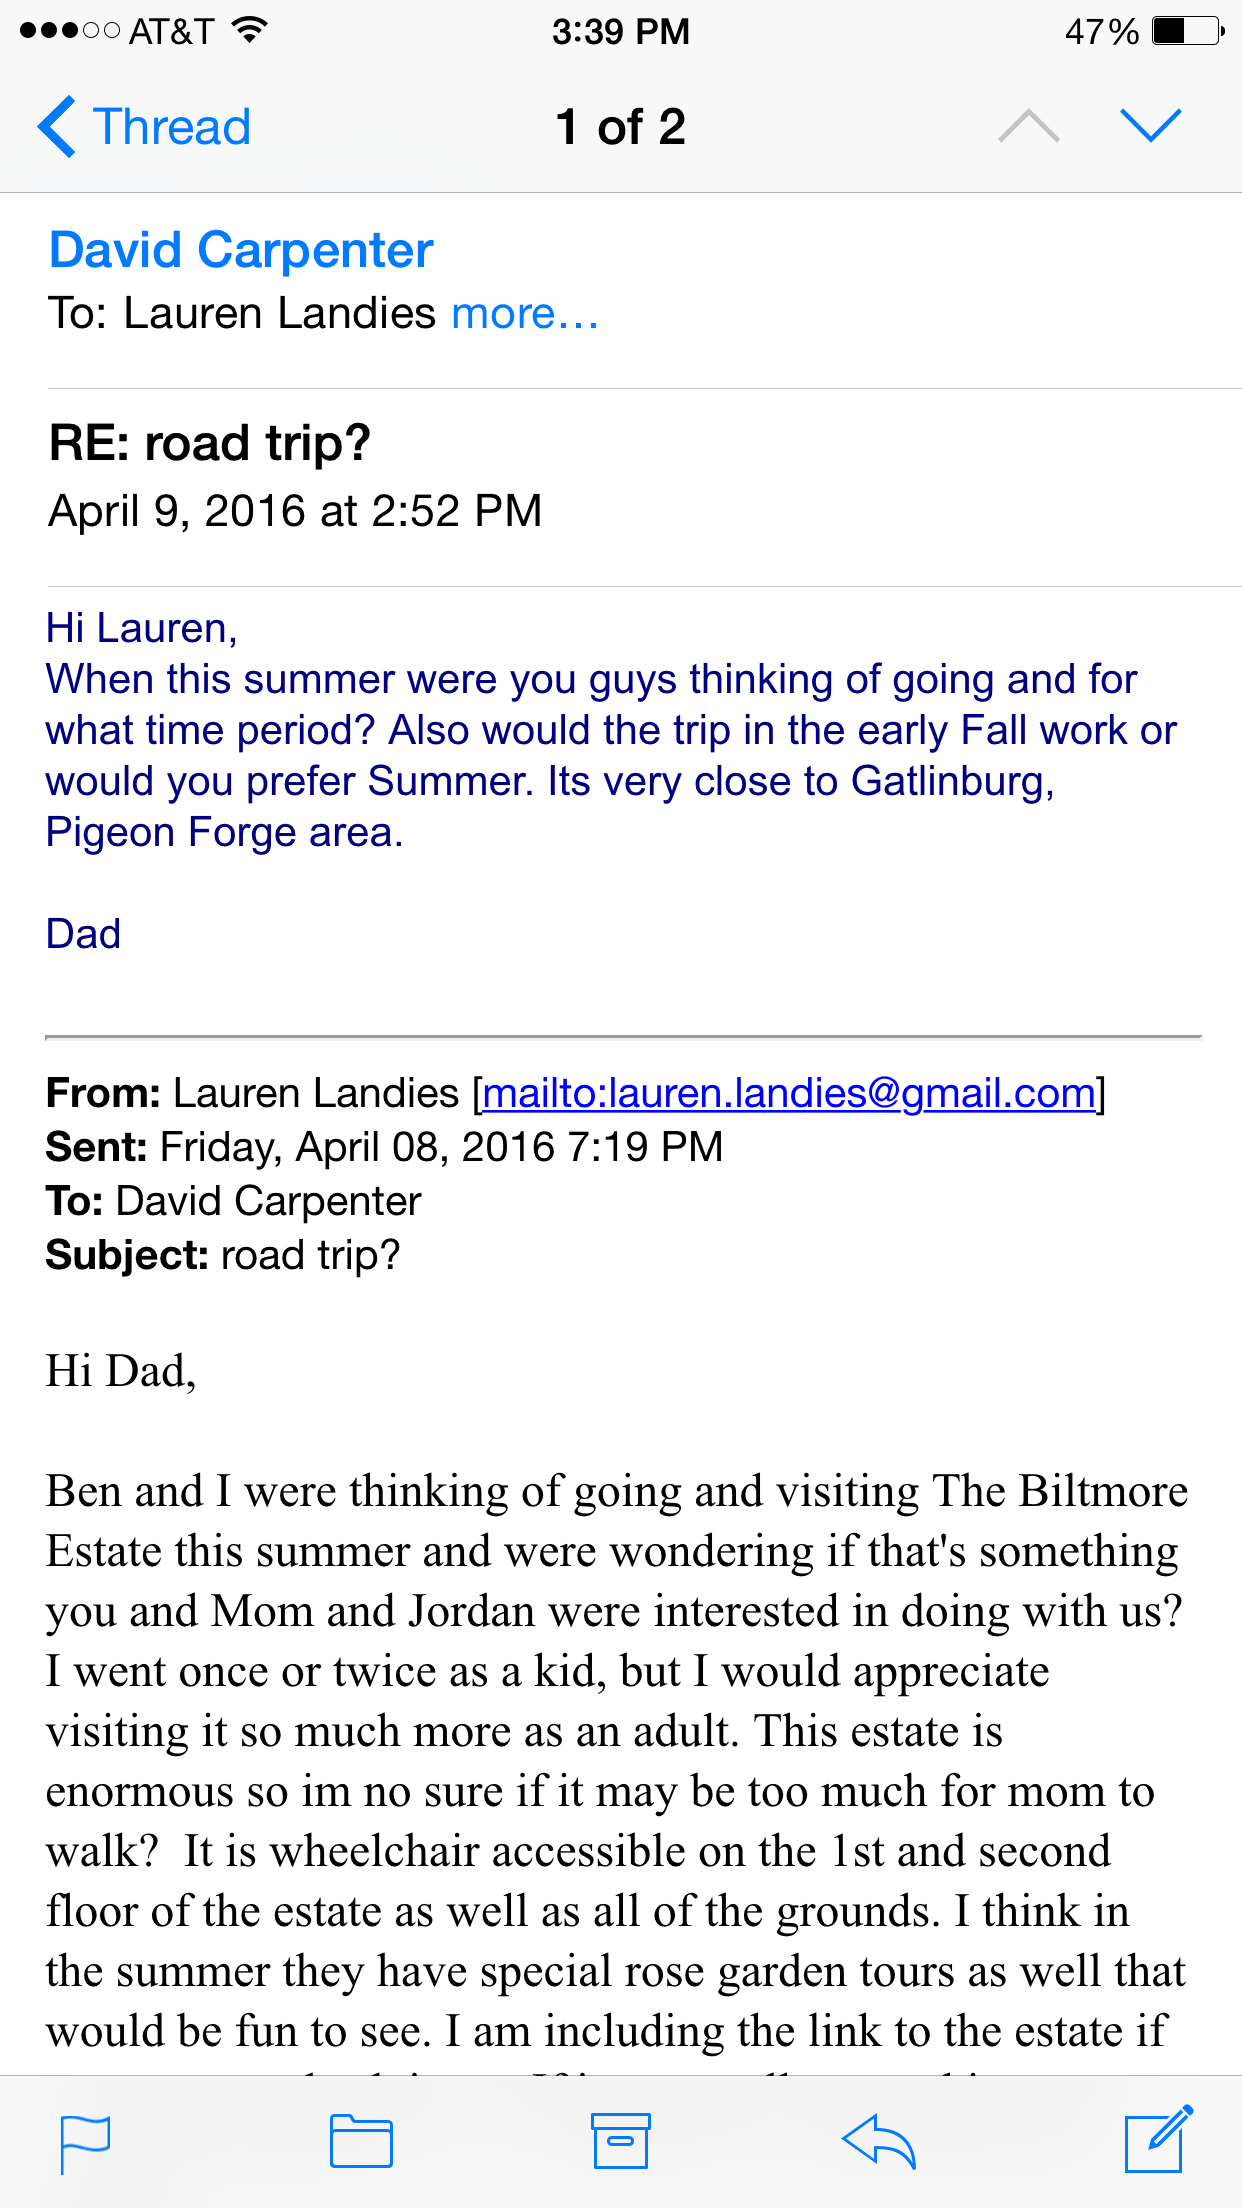 AT&T 3:39 PM 47%
Thread 1 of 2
David Carpenter
To: Lauren Landies more...
RE: road trip?
April 9, 2016 at 2:52 PM
Hi Lauren,
When this summer were you guys thinking of going and for
what time period? Also would the trip in the early Fall work or
would you prefer Summer. Its very close to Gatlinburg,
Pigeon Forge area.
Dad
From: Lauren Landies [mailto:lauren.landies@gmail.com]
Sent: Friday, April 08, 2016 7:19 PM
To: David Carpenter
Subject: road trip?
Hi Dad,
Ben and I were thinking of going and visiting The Biltmore
Estate this summer and were wondering if that's something
you and Mom and Jordan were interested in doing with us?
I went once or twice as a kid, but I would appreciate
visiting it so much more as an adult. This estate is
enormous so im no sure if it may be too much for mom to
walk?  It is wheelchair accessible on the 1st and second
floor of the estate as well as all of the grounds. I think in
the summer they have special rose garden tours as well that
would be fun to see. I am including the link to the estate if